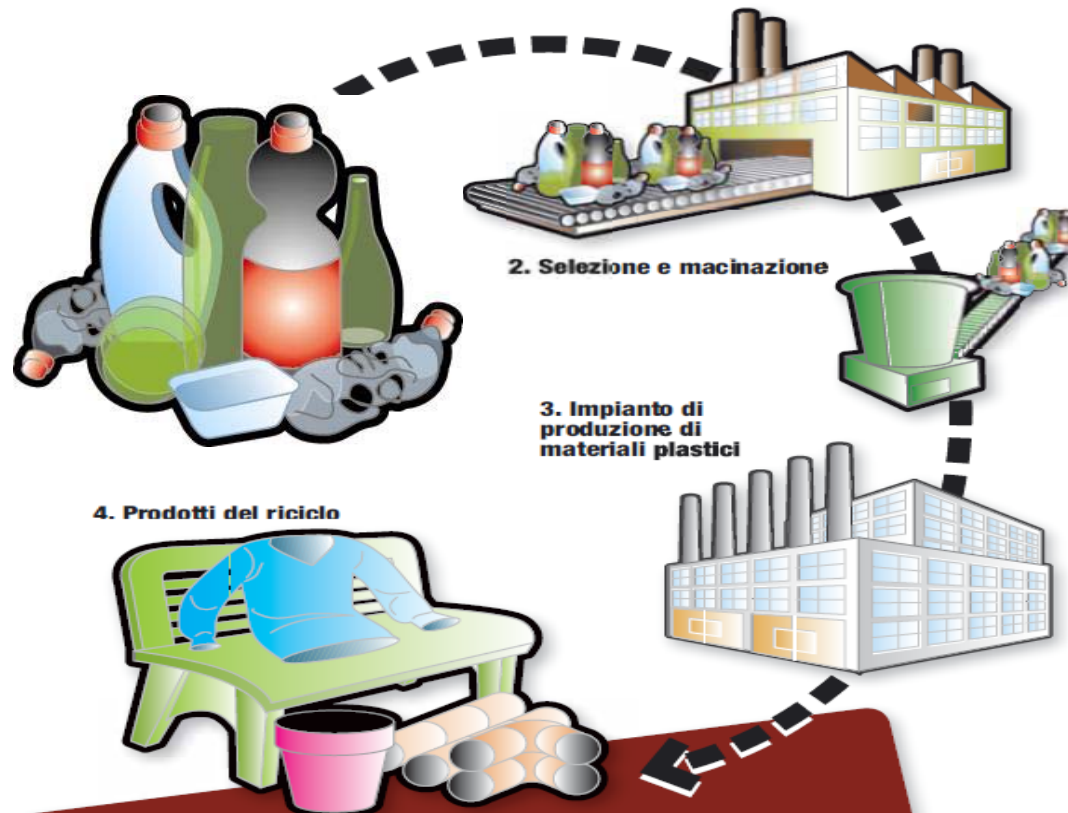 2. Selezione e macinazione
3. Impianto di
produzione di
materiali plastici
4. Prodotti del riciclo